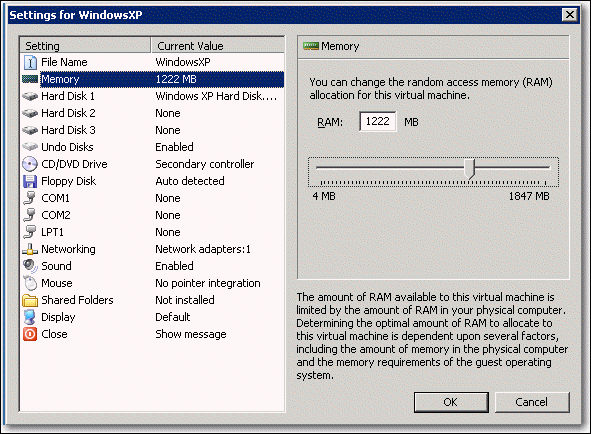 Settings for WindowsXP
Setting Current Value
File Name WindowsXP
Memory 1222 MB
Hard Disk 1 Windows XP Hard Disk....
Hard Disk 2 None
Hard Disk 3 None
Undo Disks Enabled
CD/DVD Drive Secondary controller
Floppy Disk Auto detected
COM1 None
COM2 None
LPT1 None
Networking Network adapters:1
Sound Enabled
Mouse No pointer integration
Shared Folders Not installed
Display Default
Close Show message
Memory
You can change the random access memory (RAM)
allocation for this virtual machine.
RAM: 1222 MB
4 MB 1847 MB
The amount of RAM available to this virtual machine is
limited by the amount of RAM in your physical computer.
Determining the optimal amount of RAM to allocate to
this virtual machine is dependent upon several factors,
including the amount of memory in the physical computer
and the memory requirements of the guest operating
system.
OK Cancel